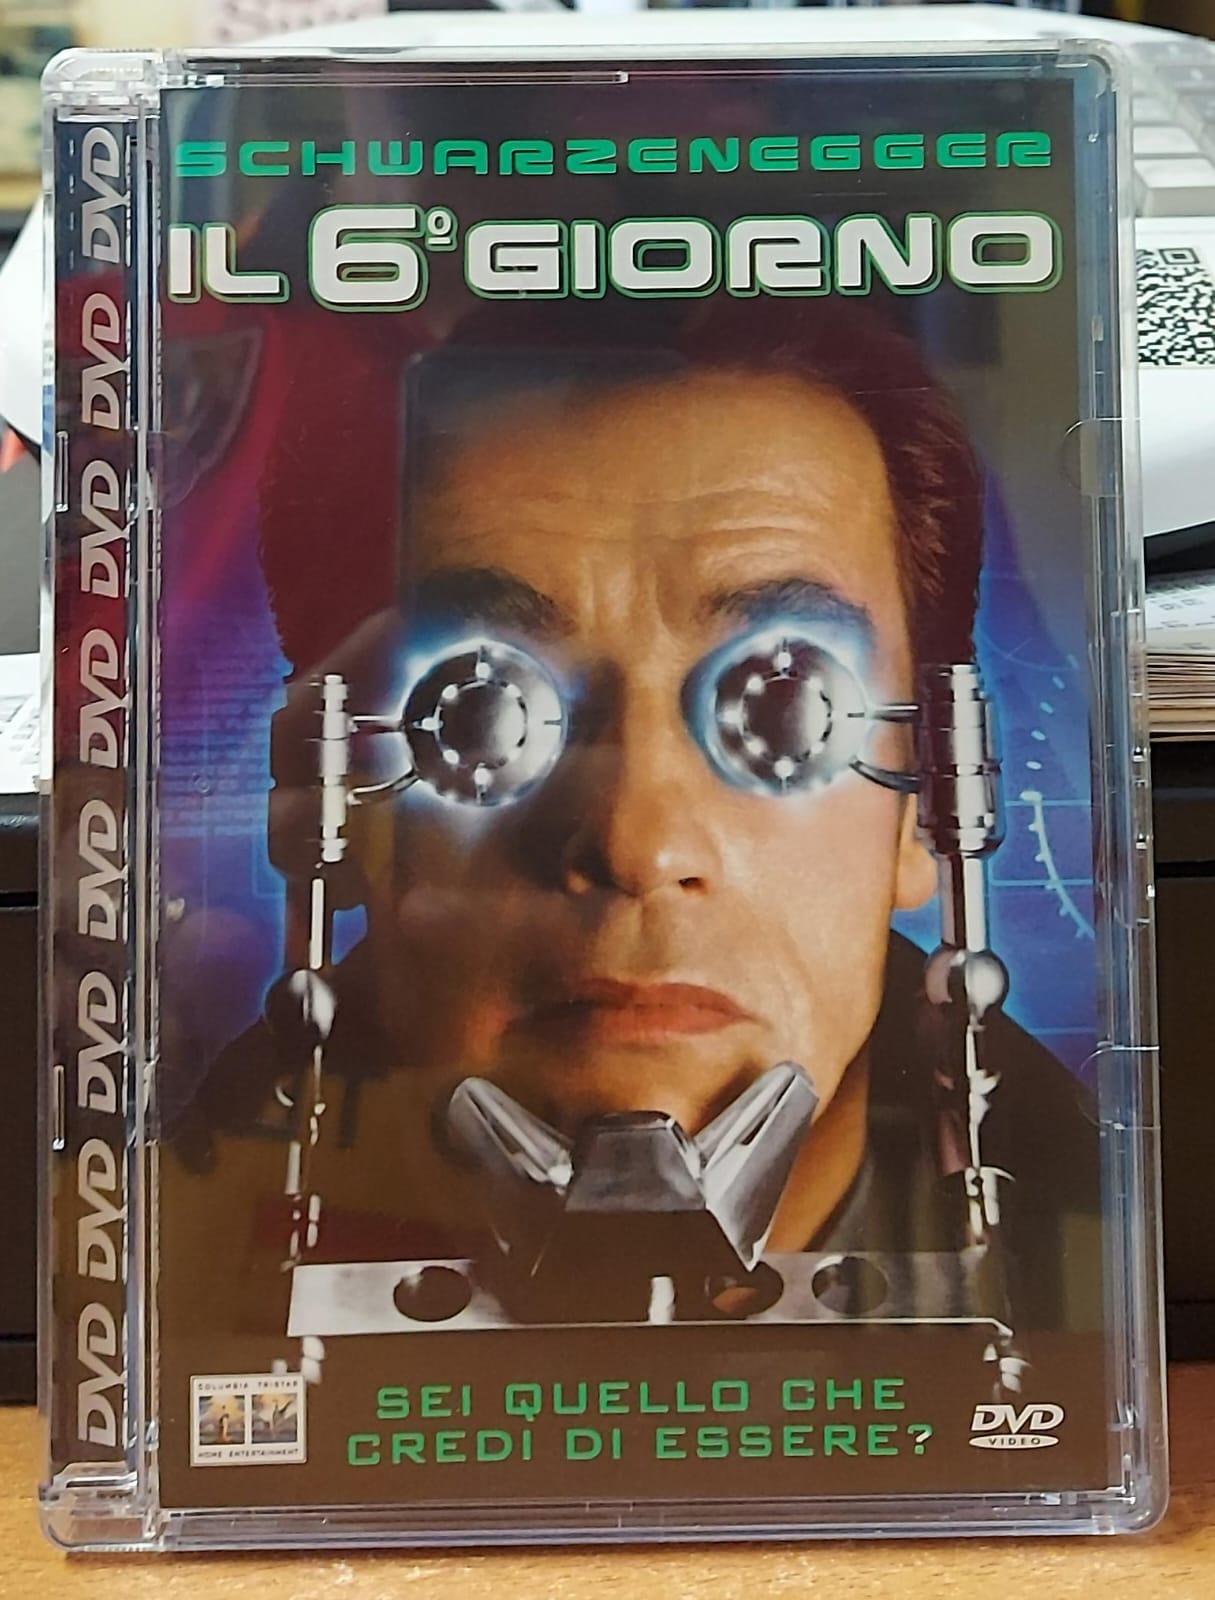 SCHWARZENEGGER
IL 6º GIORNO
DVD DVD DVD DVD DVD DVD DVD DVD
COLUMBIA TRISTAR
HOME ENTERTAINMENT
SEI QUELLO CHE
CREDI DI ESSERE?
DVD
VIDEO